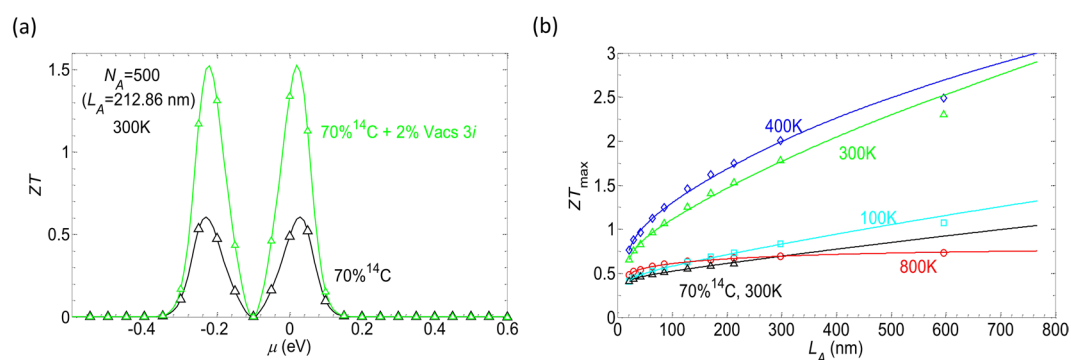 (a)
(b)
N_A=500
(L_A=212.86 nm)
300K
70%¹⁴C + 2% Vacs 3i
70%¹⁴C
ZT
1.5
1
0.5
0
-0.4
-0.2
0
0.2
0.4
0.6
μ (eV)
ZT_max
3
2.5
2
1.5
1
0.5
0
400K
300K
100K
800K
70%¹⁴C, 300K
0
100
200
300
400
500
600
700
800
L_A (nm)